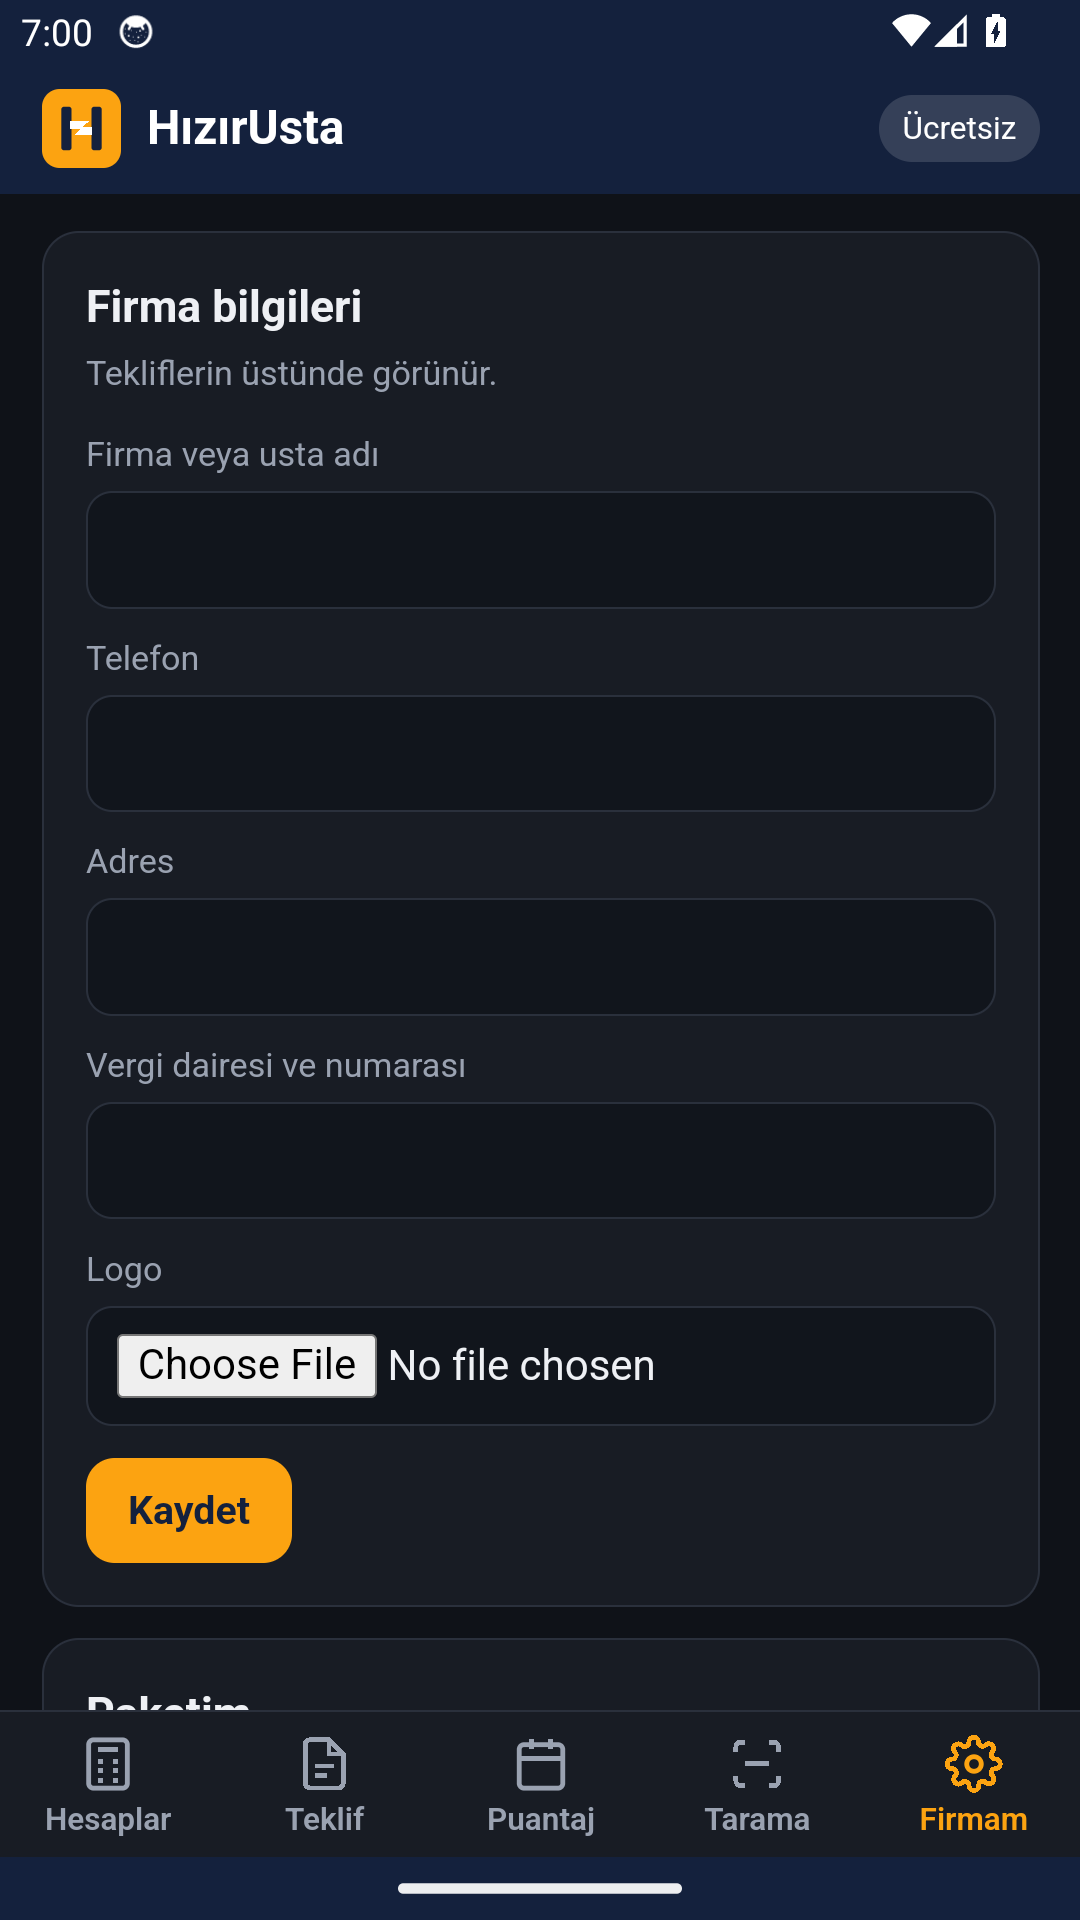 7:00
HızırUsta
Ücretsiz
Firma bilgileri
Tekliflerin üstünde görünür.
Firma veya usta adı
Telefon
Adres
Vergi dairesi ve numarası
Logo
Choose File No file chosen
Kaydet
Paketim
Hesaplar
Teklif
Puantaj
Tarama
Firmam